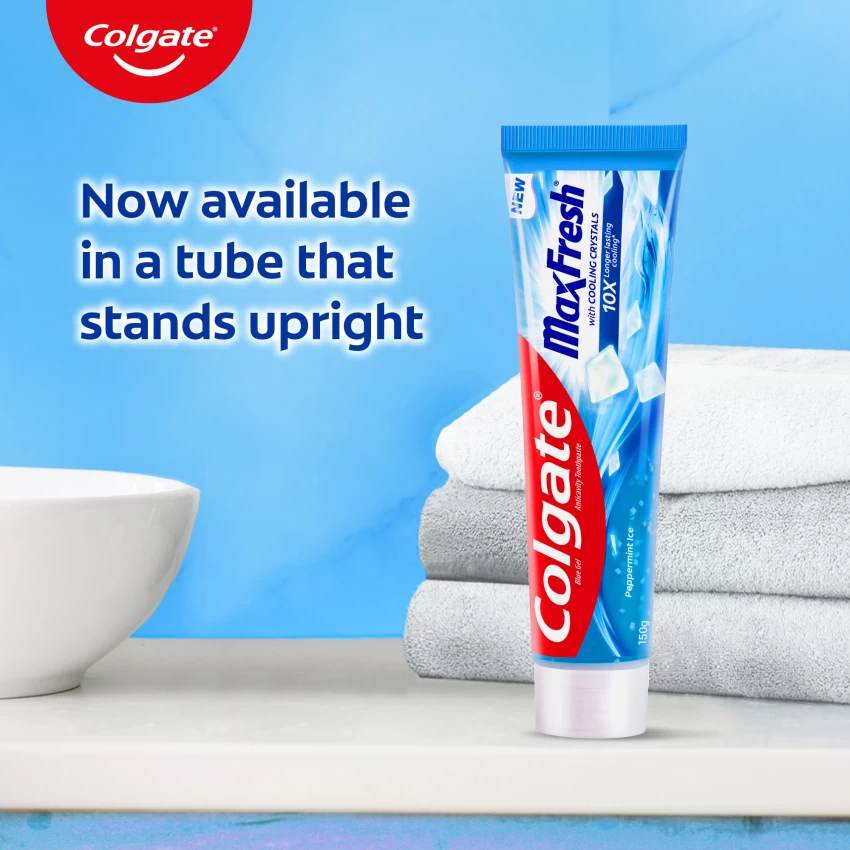 Colgate®
Now available
in a tube that
stands upright
NEW
MaxFresh®
with COOLING CRYSTALS
10X Longer lasting
cooling*
Colgate®
Anticavity Toothpaste
Blue Gel
Peppermint Ice
150g